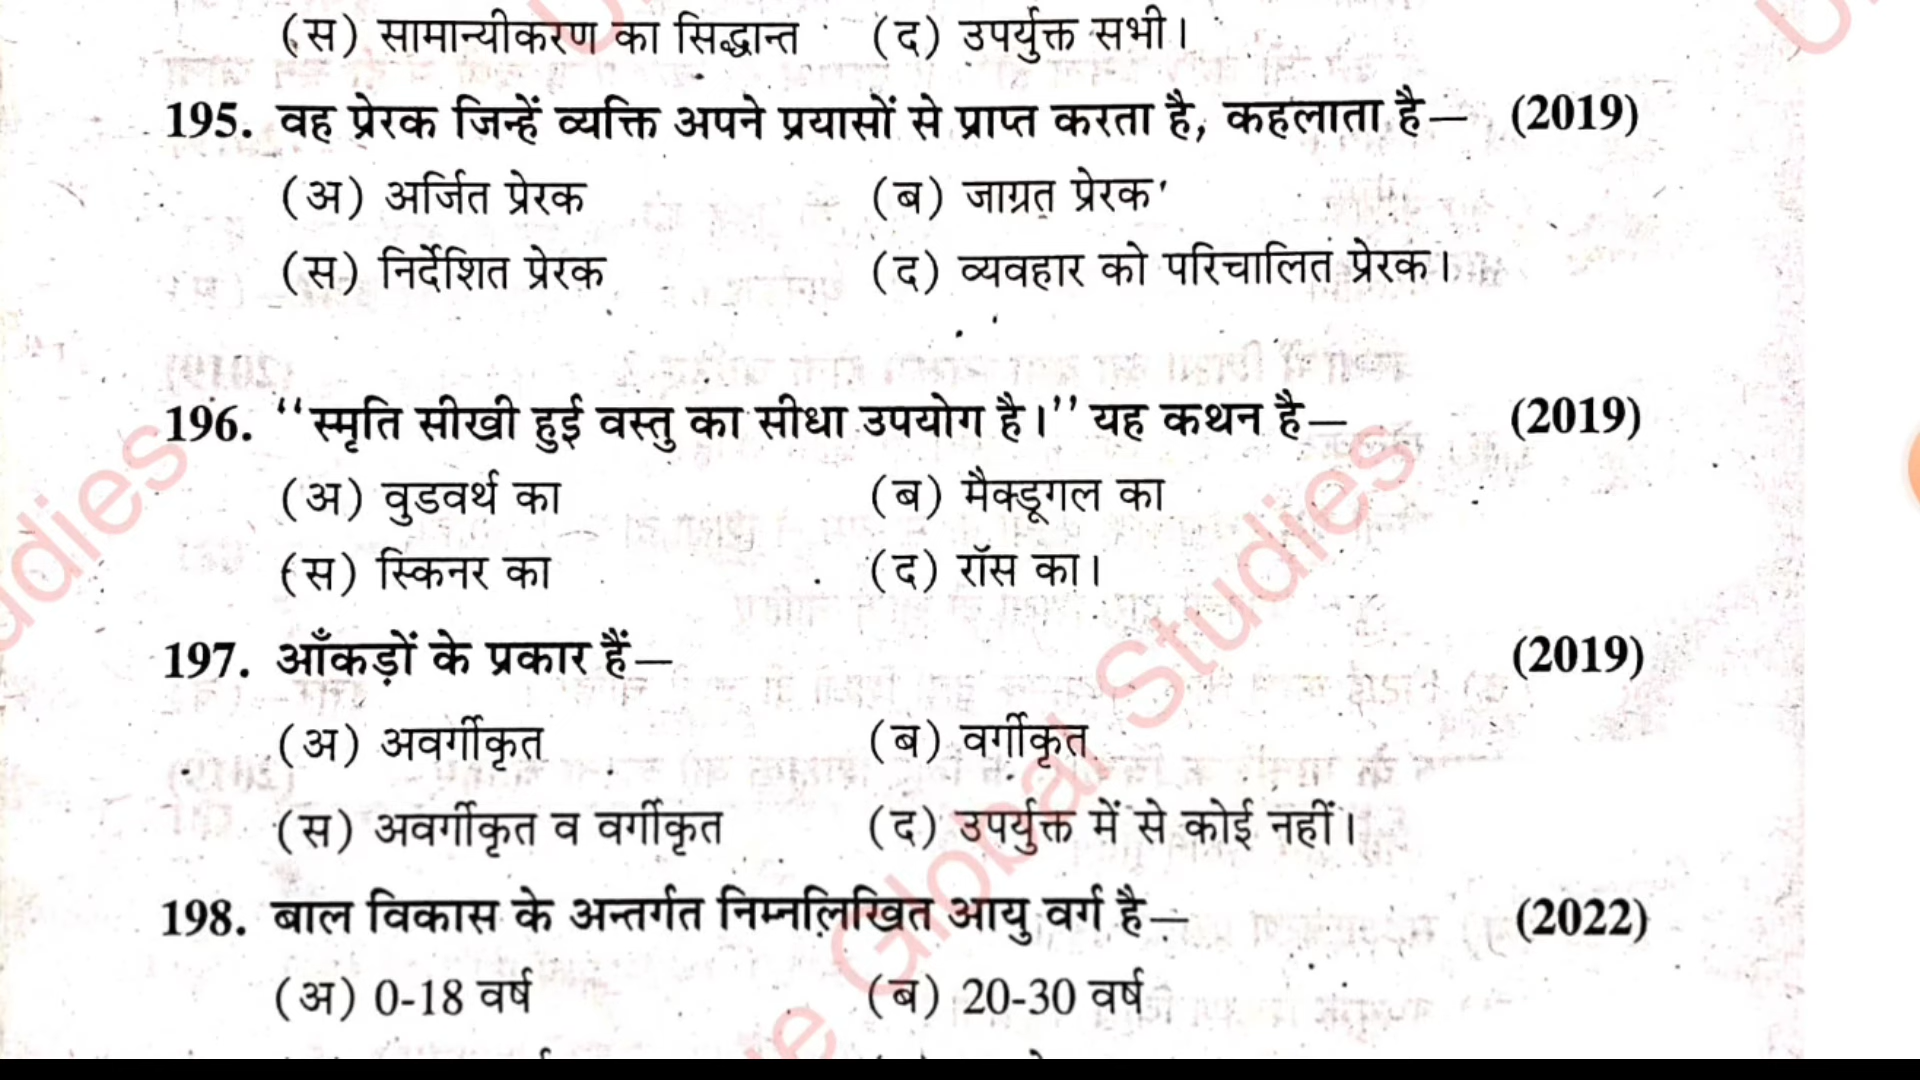 (स) सामान्यीकरण का सिद्धान्त (द) उपर्युक्त सभी।
195. वह प्रेरक जिन्हें व्यक्ति अपने प्रयासों से प्राप्त करता है, कहलाता है— (2019)
(अ) अर्जित प्रेरक (ब) जाग्रत प्रेरक
(स) निर्देशित प्रेरक (द) व्यवहार को परिचालित प्रेरक।
196. ‘‘स्मृति सीखी हुई वस्तु का सीधा उपयोग है।’’ यह कथन है— (2019)
(अ) वुडवर्थ का (ब) मैक्डूगल का
(स) स्किनर का (द) रॉस का।
197. आँकड़ों के प्रकार हैं— (2019)
(अ) अवर्गीकृत (ब) वर्गीकृत
(स) अवर्गीकृत व वर्गीकृत (द) उपर्युक्त में से कोई नहीं।
198. बाल विकास के अन्तर्गत निम्नलिखित आयु वर्ग है— (2022)
(अ) 0-18 वर्ष (ब) 20-30 वर्ष
Global Studies